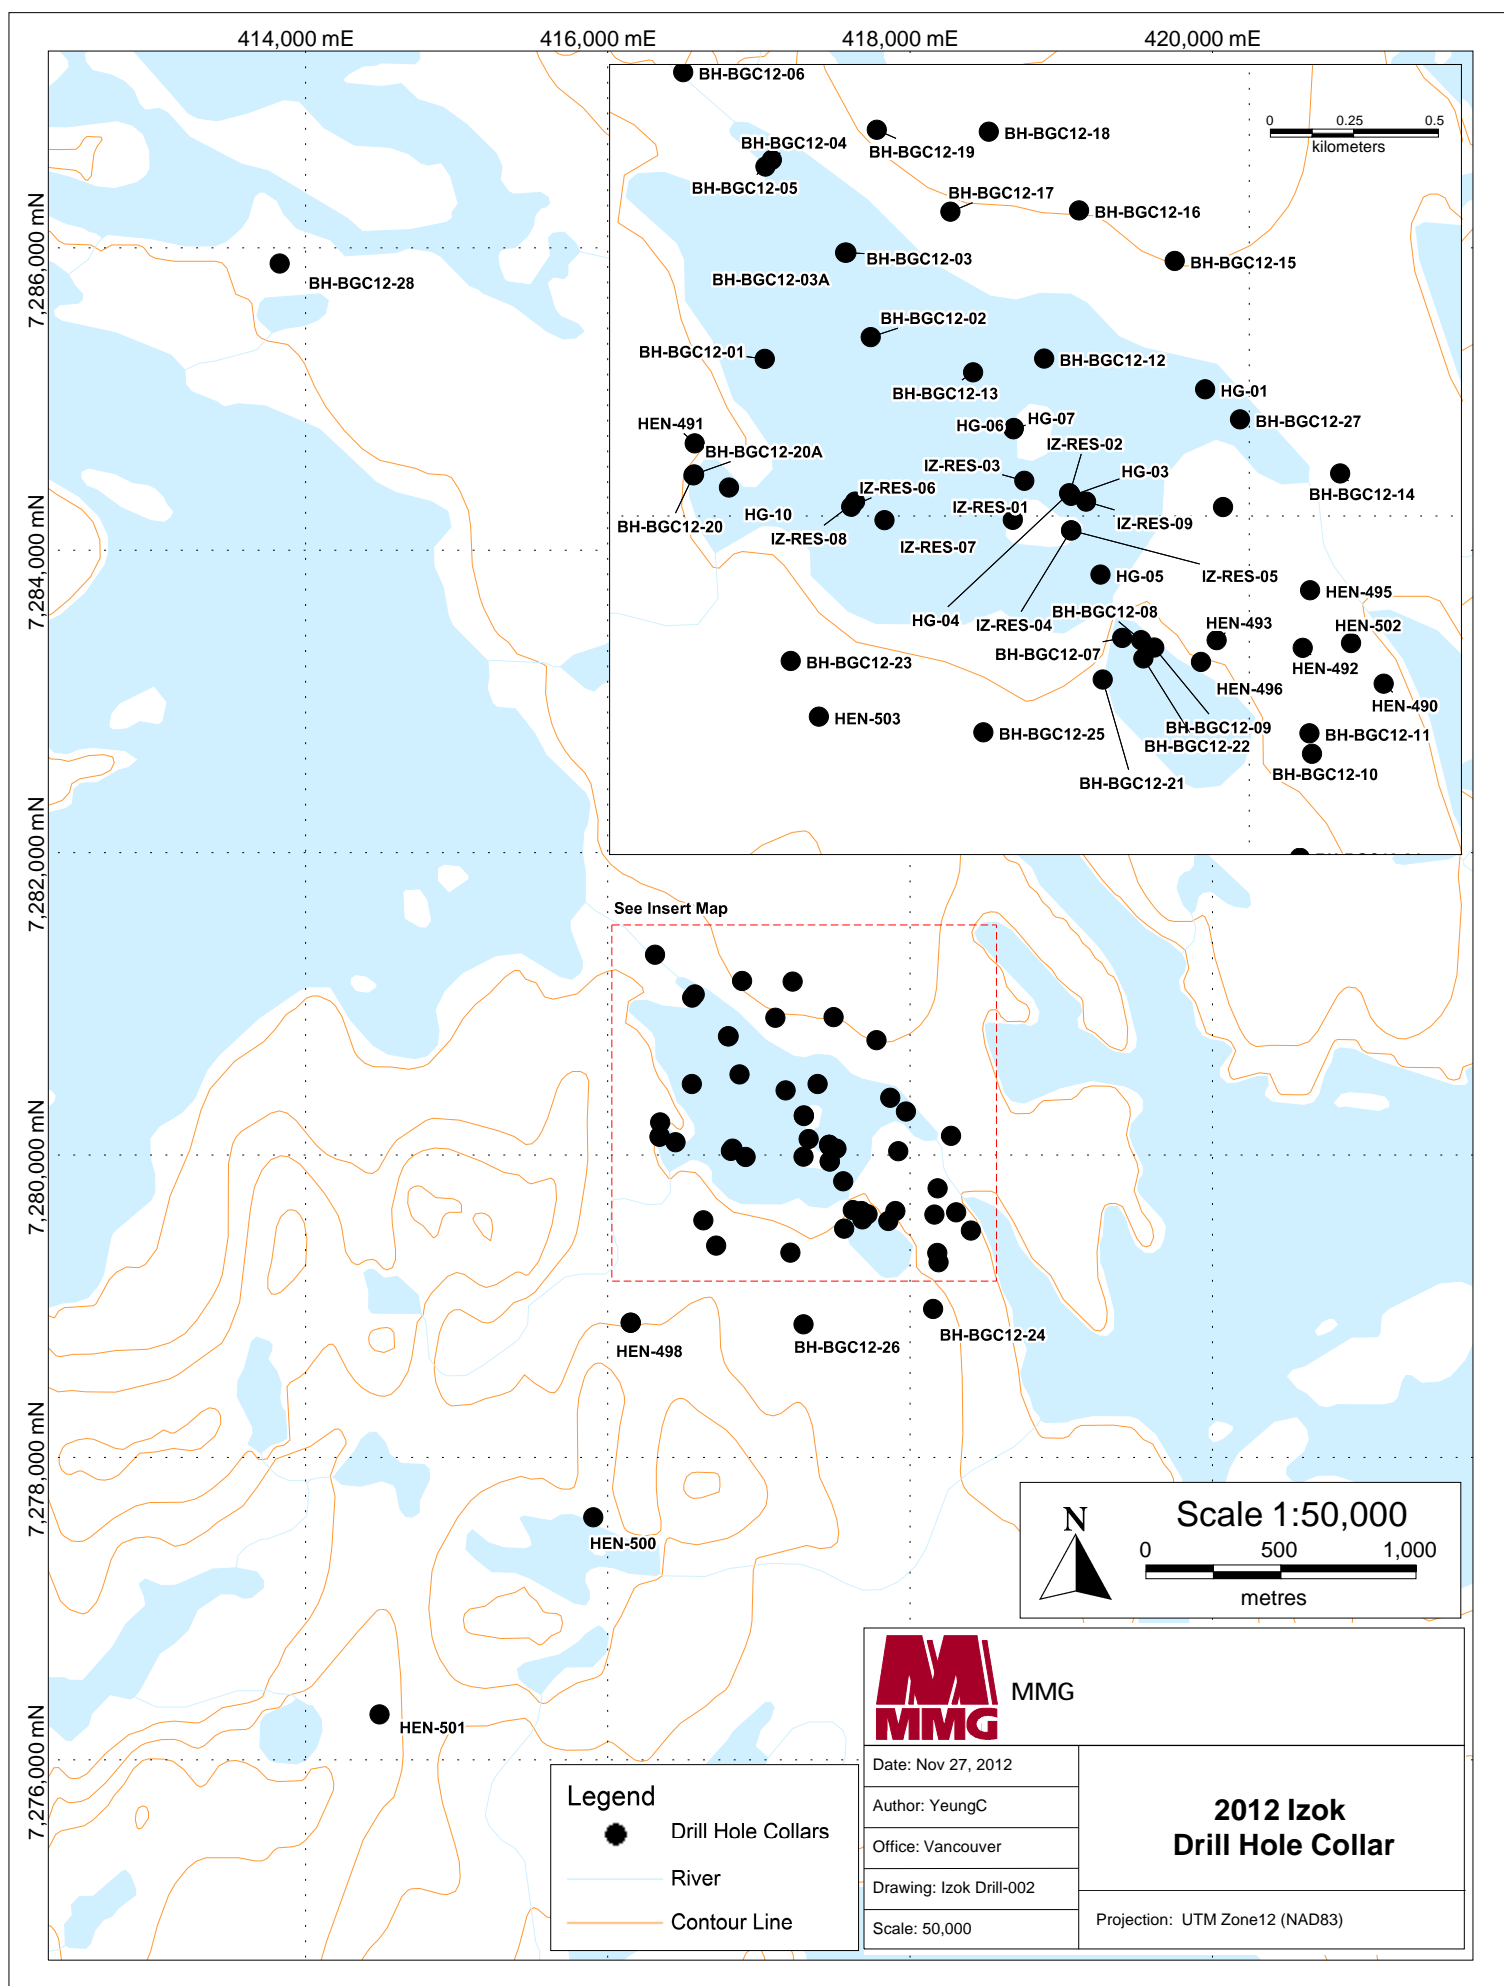 414,000 mE
416,000 mE
418,000 mE
420,000 mE
7,286,000 mN
7,284,000 mN
7,282,000 mN
7,280,000 mN
7,278,000 mN
7,276,000 mN
BH-BGC12-06
BH-BGC12-04
BH-BGC12-05
BH-BGC12-19
BH-BGC12-18
0 0.25 0.5
kilometers
BH-BGC12-17
BH-BGC12-16
BH-BGC12-15
BH-BGC12-03
BH-BGC12-03A
BH-BGC12-28
BH-BGC12-02
BH-BGC12-01
BH-BGC12-12
BH-BGC12-13
HG-01
BH-BGC12-27
HG-06
HG-07
HEN-491
BH-BGC12-20A
IZ-RES-02
IZ-RES-03
HG-03
BH-BGC12-14
IZ-RES-06
HG-10
IZ-RES-01
IZ-RES-09
BH-BGC12-20
IZ-RES-08
IZ-RES-07
HG-05
IZ-RES-05
HEN-495
HG-04
IZ-RES-04
BH-BGC12-08
HEN-493
HEN-502
BH-BGC12-07
BH-BGC12-23
HEN-492
HEN-496
HEN-490
HEN-503
BH-BGC12-25
BH-BGC12-09
BH-BGC12-22
BH-BGC12-11
BH-BGC12-10
BH-BGC12-21
See Insert Map
HEN-498
BH-BGC12-26
BH-BGC12-24
HEN-500
HEN-501
N
Scale 1:50,000
0 500 1,000
metres
MMG
MMG
Date: Nov 27, 2012
Author: YeungC
Office: Vancouver
Drawing: Izok Drill-002
Scale: 50,000
2012 Izok
Drill Hole Collar
Projection: UTM Zone12 (NAD83)
Legend
Drill Hole Collars
River
Contour Line